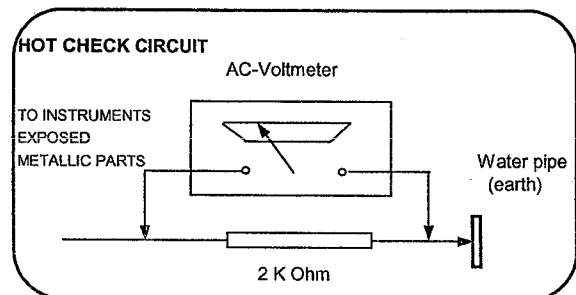 HOT CHECK CIRCUIT
AC-Voltmeter
TO INSTRUMENTS
EXPOSED
METALLIC PARTS
Water pipe
(earth)
2 K Ohm